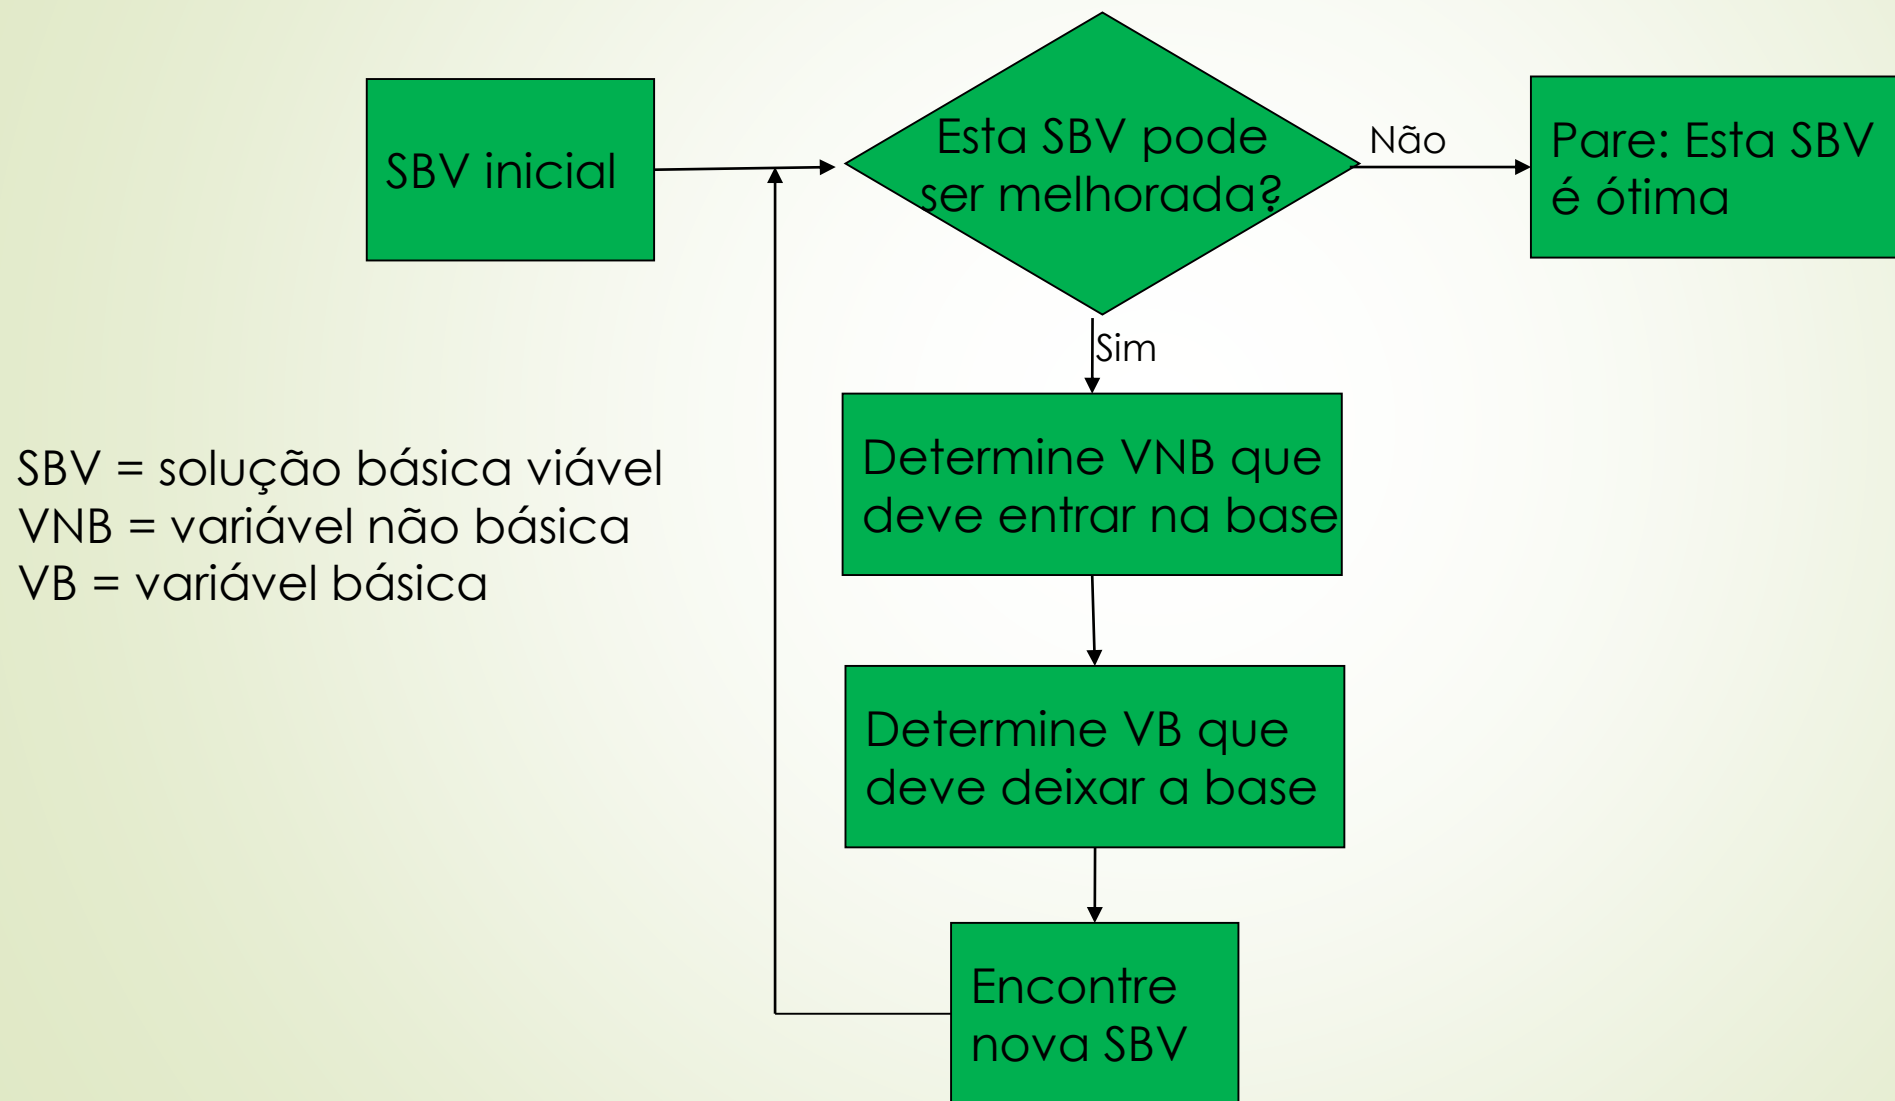 SBV inicial
Esta SBV pode
ser melhorada?
Não
Pare: Esta SBV
é ótima
Sim
SBV = solução básica viável
VNB = variável não básica
VB = variável básica
Determine VNB que
deve entrar na base
Determine VB que
deve deixar a base
Encontre
nova SBV